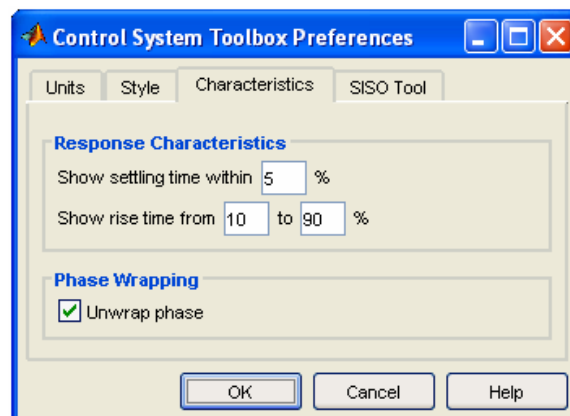 Control System Toolbox Preferences
Units Style Characteristics SISO Tool
Response Characteristics
Show settling time within 5 %
Show rise time from 10 to 90 %
Phase Wrapping
Unwrap phase
OK Cancel Help